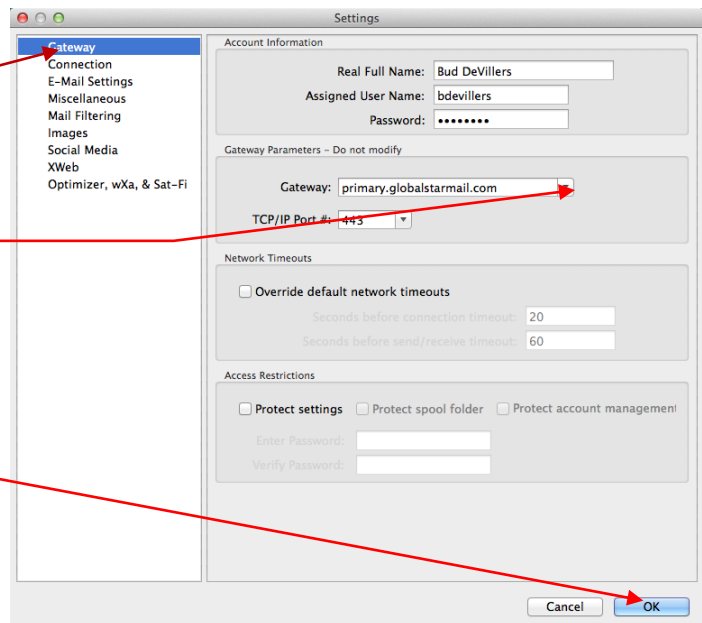 Settings
Gateway
Connection
E-Mail Settings
Miscellaneous
Mail Filtering
Images
Social Media
XWeb
Optimizer, wXa, & Sat-Fi
Account Information
Real Full Name: Bud DeVillers
Assigned User Name: bdevillers
Password: ••••••••
Gateway Parameters – Do not modify
Gateway: primary.globalstarmail.com
TCP/IP Port #: 443
Network Timeouts
Override default network timeouts
Seconds before connection timeout: 20
Seconds before send/receive timeout: 60
Access Restrictions
Protect settings Protect spool folder Protect account management
Enter Password:
Verify Password:
Cancel OK